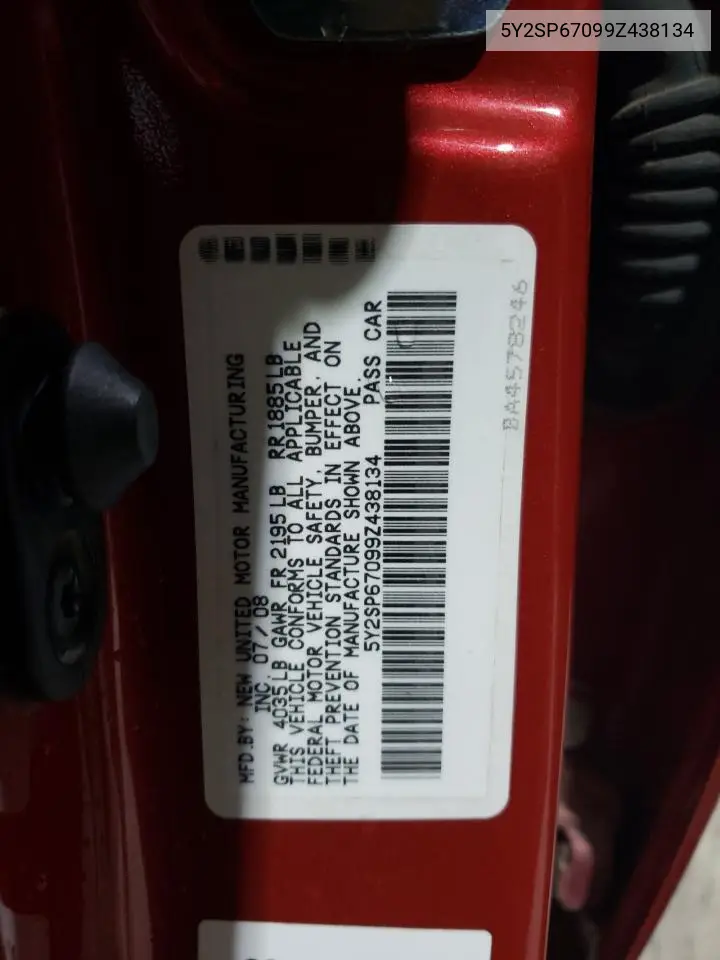 5Y2SP67099Z438134
MFD.BY: NEW UNITED MOTOR MANUFACTURING
INC. 07/08
GVWR 4035LB GAWR FR 2195LB RR 1885LB
THIS VEHICLE CONFORMS TO ALL APPLICABLE
FEDERAL MOTOR VEHICLE SAFETY, BUMPER, AND
THEFT PREVENTION STANDARDS IN EFFECT ON
THE DATE OF MANUFACTURE SHOWN ABOVE.
5Y2SP67099Z438134 PASS CAR
BA4578246